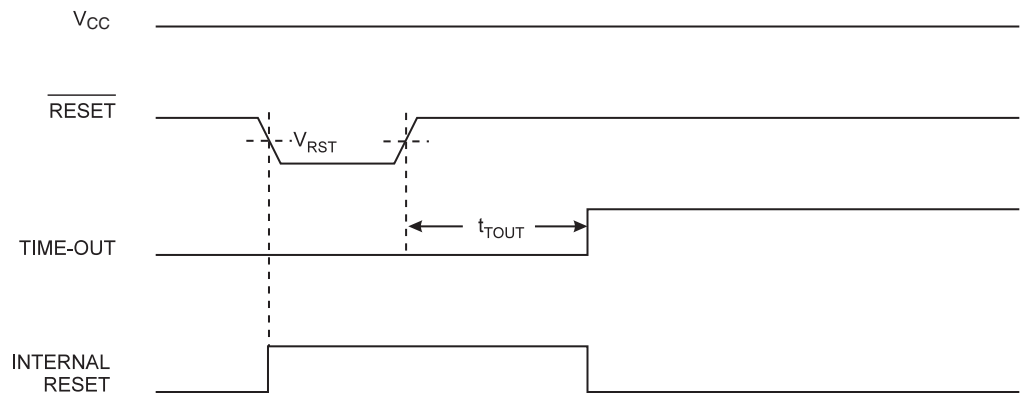 VCC
RESET
VRST
tTOUT
TIME-OUT
INTERNAL
RESET